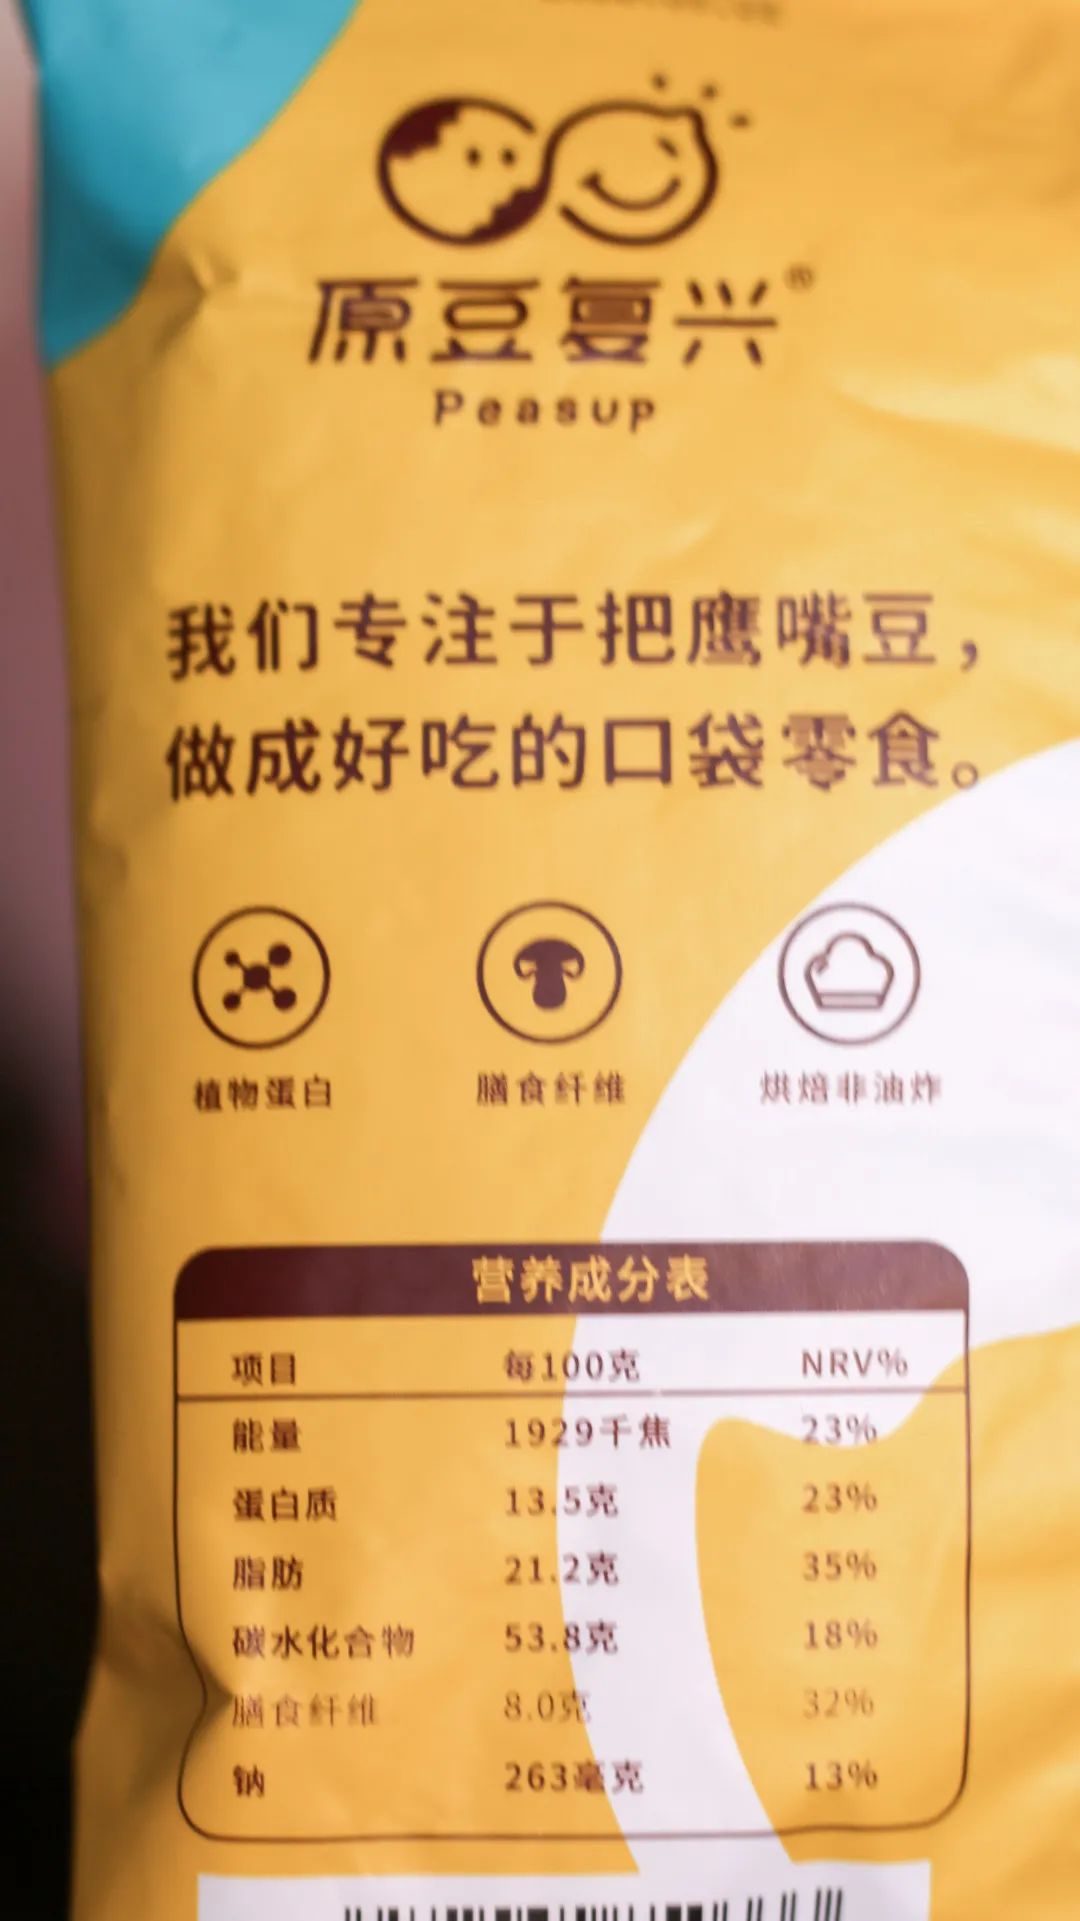 原豆复兴®
Peasup
我们专注于把鹰嘴豆，
做成好吃的口袋零食。
植物蛋白 膳食纤维 烘焙非油炸
营养成分表
项目 每100克 NRV%
能量 1929千焦 23%
蛋白质 13.5克 23%
脂肪 21.2克 35%
碳水化合物 53.8克 18%
膳食纤维 8.0克 32%
钠 263毫克 13%